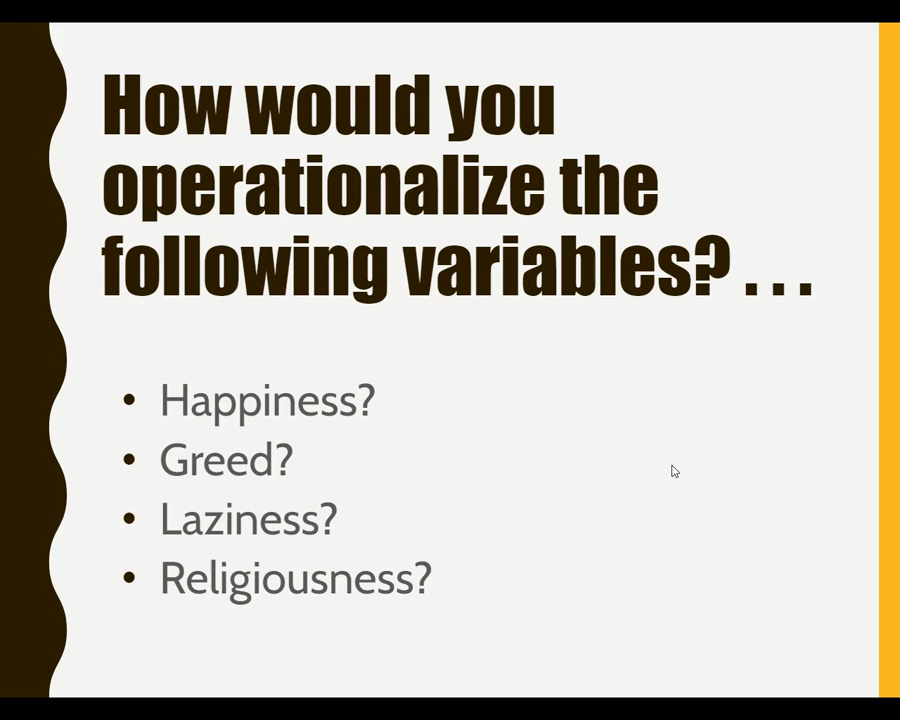 How would you
operationalize the
following variables? . . .
• Happiness?
• Greed?
• Laziness?
• Religiousness?